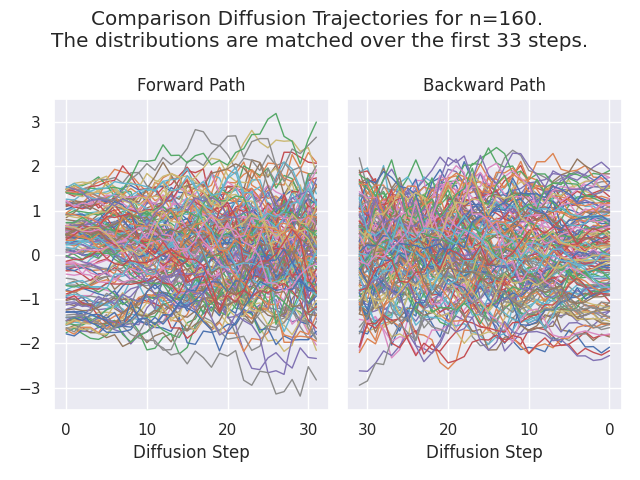 Comparison Diffusion Trajectories for n=160.
The distributions are matched over the first 33 steps.
Forward Path
Backward Path
3
2
1
0
−1
−2
−3
0 10 20 30
30 20 10 0
Diffusion Step
Diffusion Step